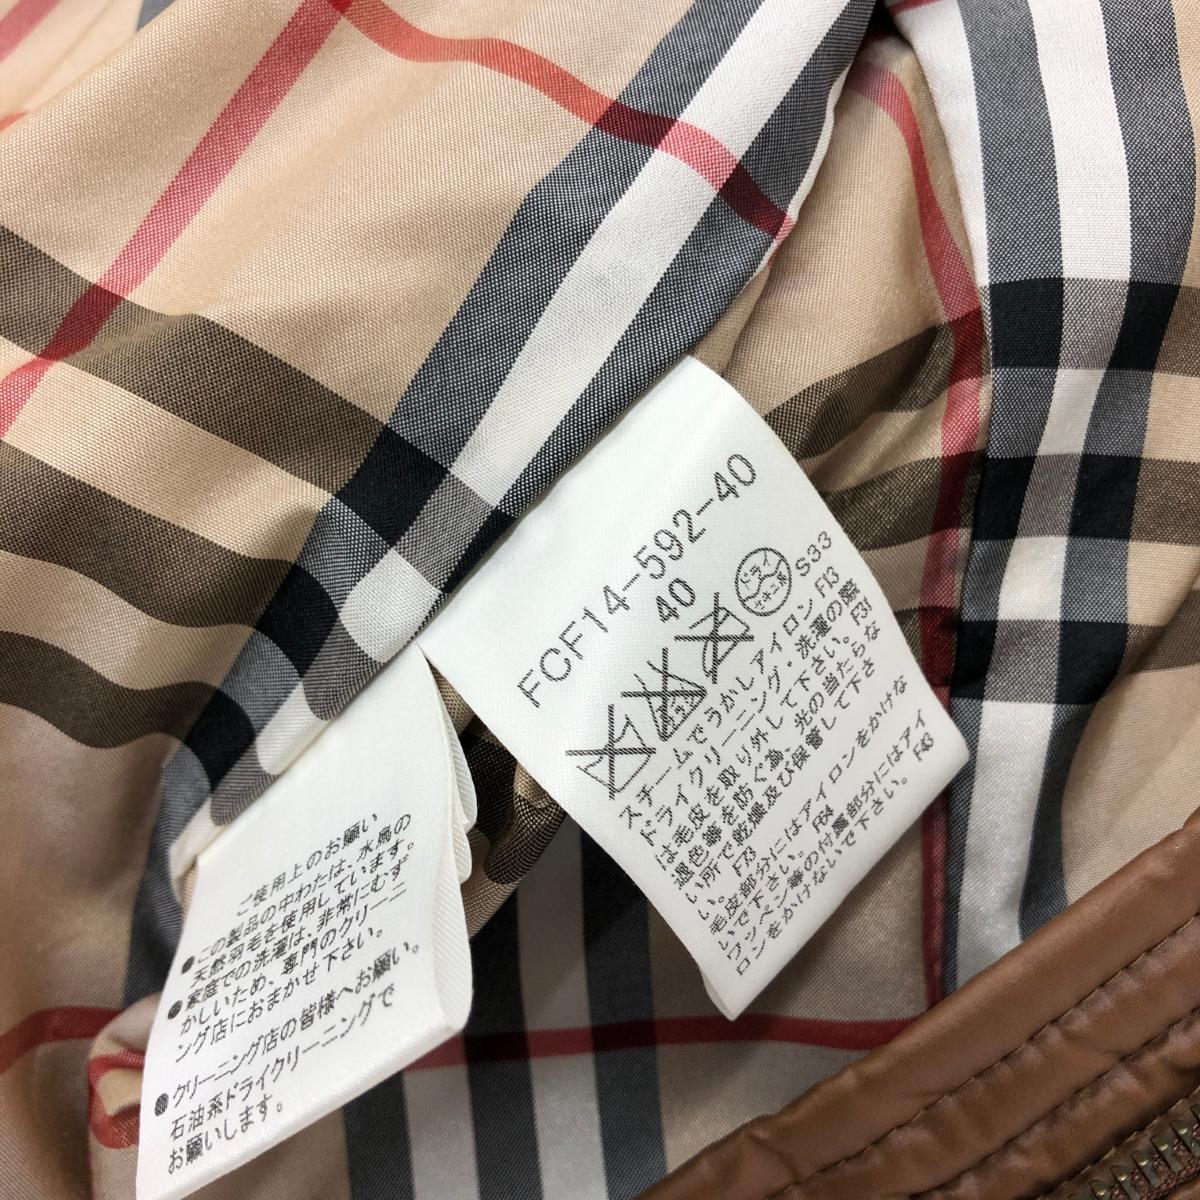 FCF14-592-40
40
ドライ
セキユ系
S33
スチームでうかしアイロン F13
ドライクリーニング・洗濯の際
は毛皮を取り外して下さい。 F31
退色等を防ぐ為、光の当たらな
い所で乾燥及び保管して下さ
い。 F73
毛皮部分にはアイロンをかけな
いで下さい。 F64
ワッペン等の付属部分にはアイ
ロンをかけないで下さい。 F43
ご使用上のお願い
●この製品の中わたは、水鳥の
天然羽毛を使用しています。
●家庭での洗濯は、非常にむず
かしいため、専門のクリーニ
ング店におまかせ下さい。
●クリーニング店の皆様へお願い。
石油系ドライクリーニングで
お願いします。